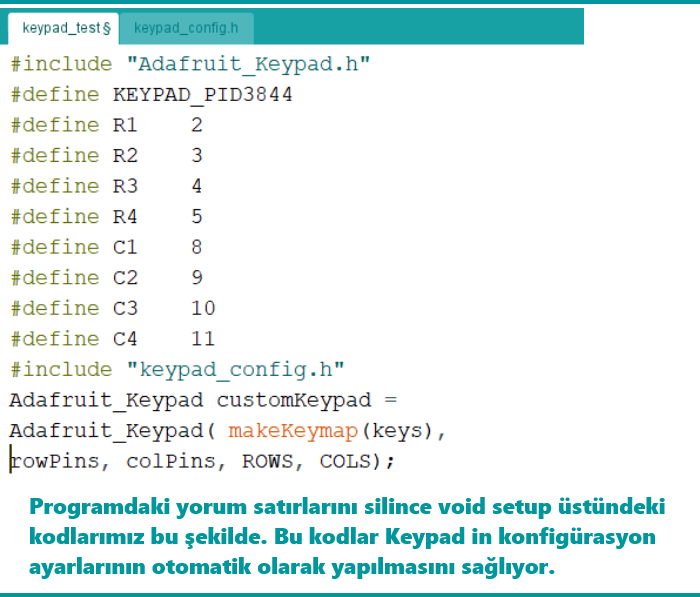 keypad_test §
keypad_config.h
#include "Adafruit_Keypad.h"
#define KEYPAD_PID3844
#define R1    2
#define R2    3
#define R3    4
#define R4    5
#define C1    8
#define C2    9
#define C3    10
#define C4    11
#include "keypad_config.h"
Adafruit_Keypad customKeypad =
Adafruit_Keypad( makeKeymap(keys),
rowPins, colPins, ROWS, COLS);
Programdaki yorum satırlarını silince void setup üstündeki
kodlarımız bu şekilde. Bu kodlar Keypad in konfigürasyon
ayarlarının otomatik olarak yapılmasını sağlıyor.